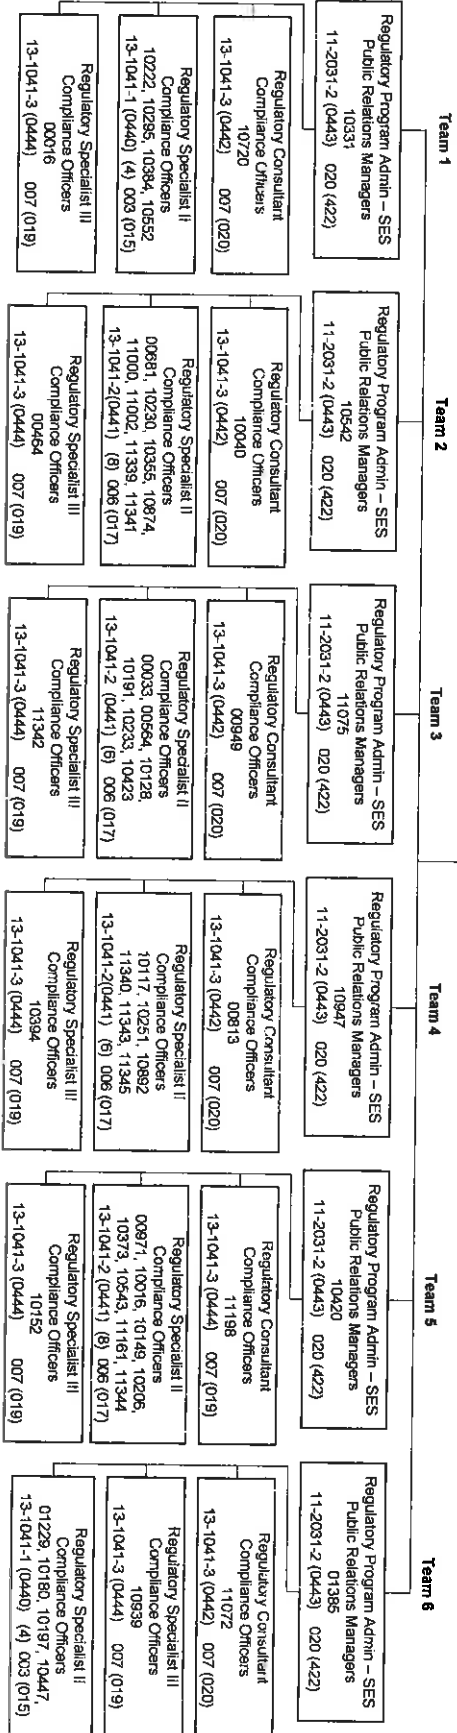 Team 1
Regulatory Program Admin – SES
Public Relations Managers
10331
11-2031-2 (0443) 020 (422)
Regulatory Consultant
Compliance Officers
10720
13-1041-3 (0442) 007 (020)
Regulatory Specialist II
Compliance Officers
10222, 10295, 10384, 10552
13-1041-1 (0440) (4) 003 (015)
Regulatory Specialist III
Compliance Officers
00016
13-1041-3 (0444) 007 (019)
Team 2
Regulatory Program Admin – SES
Public Relations Managers
10542
11-2031-2 (0443) 020 (422)
Regulatory Consultant
Compliance Officers
10040
13-1041-3 (0442) 007 (020)
Regulatory Specialist II
Compliance Officers
00681, 10230, 10355, 10874,
11000, 11002, 11339, 11341
13-1041-2(0441) (8) 006 (017)
Regulatory Specialist III
Compliance Officers
00464
13-1041-3 (0444) 007 (019)
Team 3
Regulatory Program Admin – SES
Public Relations Managers
11075
11-2031-2 (0443) 020 (422)
Regulatory Consultant
Compliance Officers
00949
13-1041-3 (0442) 007 (020)
Regulatory Specialist II
Compliance Officers
00033, 00564, 10128,
10191, 10233, 10423
13-1041-2 (0441) (6) 006 (017)
Regulatory Specialist III
Compliance Officers
11342
13-1041-3 (0444) 007 (019)
Team 4
Regulatory Program Admin – SES
Public Relations Managers
10947
11-2031-2 (0443) 020 (422)
Regulatory Consultant
Compliance Officers
00813
13-1041-3 (0442) 007 (020)
Regulatory Specialist II
Compliance Officers
10117, 10251, 10892
11340, 11343, 11345
13-1041-2(0441) (6) 006 (017)
Regulatory Specialist III
Compliance Officers
10394
13-1041-3 (0444) 007 (019)
Team 5
Regulatory Program Admin – SES
Public Relations Managers
10420
11-2031-2 (0443) 020 (422)
Regulatory Consultant
Compliance Officers
11198
13-1041-3 (0444) 007 (019)
Regulatory Specialist II
Compliance Officers
00971, 10016, 10149, 10206,
10373, 10543, 11161, 11344
13-1041-2 (0441) (8) 006 (017)
Regulatory Specialist III
Compliance Officers
10152
13-1041-3 (0444) 007 (019)
Team 6
Regulatory Program Admin – SES
Public Relations Managers
01385
11-2031-2 (0443) 020 (422)
Regulatory Consultant
Compliance Officers
11072
13-1041-3 (0442) 007 (020)
Regulatory Specialist III
Compliance Officers
10939
13-1041-3 (0444) 007 (019)
Regulatory Specialist II
Compliance Officers
01229, 10180, 10197, 10447,
13-1041-1 (0440) (4) 003 (015)